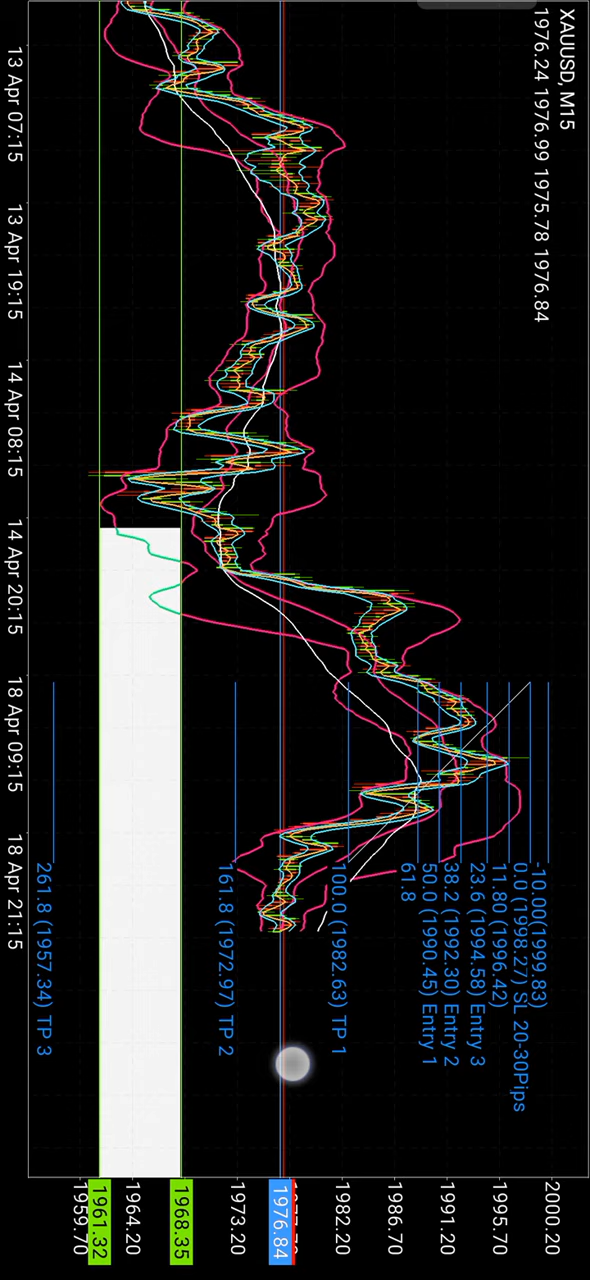 XAUUSD, M15
1976.24 1976.99 1975.78 1976.84
-10.00(1999.83)
0.0 (1998.27) SL 20-30Pips
11.80 (1996.42)
23.6 (1994.58) Entry 3
38.2 (1992.30) Entry 2
50.0 (1990.45) Entry 1
61.8
100.0 (1982.63) TP 1
161.8 (1972.97) TP 2
261.8 (1957.34) TP 3
2000.20
1995.70
1991.20
1986.70
1982.20
1976.84
1973.20
1968.35
1964.20
1961.32
1959.70
13 Apr 07:15
13 Apr 19:15
14 Apr 08:15
14 Apr 20:15
18 Apr 09:15
18 Apr 21:15